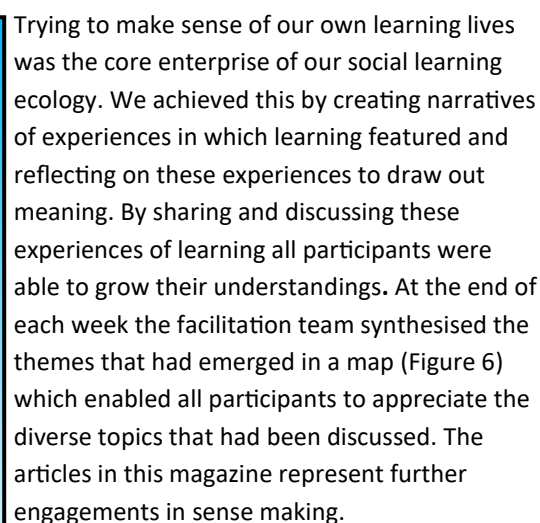 Trying to make sense of our own learning lives
was the core enterprise of our social learning
ecology. We achieved this by creating narratives
of experiences in which learning featured and
reflecting on these experiences to draw out
meaning. By sharing and discussing these
experiences of learning all participants were
able to grow their understandings. At the end of
each week the facilitation team synthesised the
themes that had emerged in a map (Figure 6)
which enabled all participants to appreciate the
diverse topics that had been discussed. The
articles in this magazine represent further
engagements in sense making.